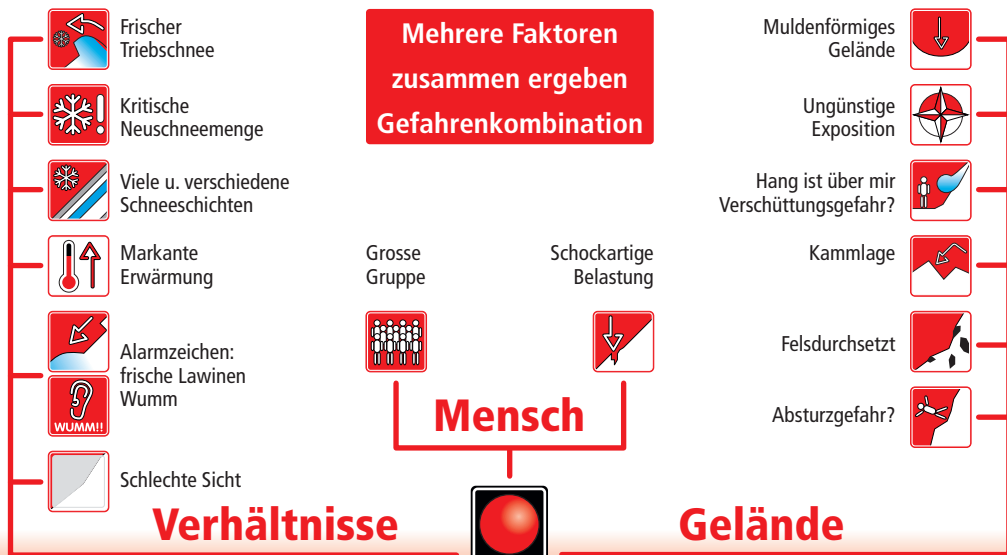 Frischer
Triebschnee
Kritische
Neuschneemenge
Viele u. verschiedene
Schneeschichten
Markante
Erwärmung
Alarmzeichen:
frische Lawinen
Wumm
WUMM!!
Schlechte Sicht
Verhältnisse
Mehrere Faktoren
zusammen ergeben
Gefahrenkombination
Grosse
Gruppe
Schockartige
Belastung
Mensch
Muldenförmiges
Gelände
Ungünstige
Exposition
Hang ist über mir
Verschüttungsgefahr?
Kammlage
Felsdurchsetzt
Absturzgefahr?
Gelände